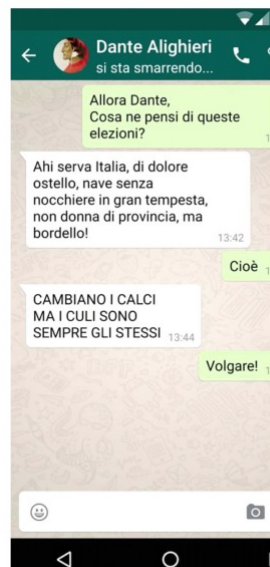 Dante Alighieri
si sta smarrendo...
Allora Dante,
Cosa ne pensi di queste
elezioni?
Ahi serva Italia, di dolore
ostello, nave senza
nocchiere in gran tempesta,
non donna di provincia, ma
bordello! 13:42
Cioè
CAMBIANO I CALCI
MA I CULI SONO
SEMPRE GLI STESSI 13:44
Volgare!